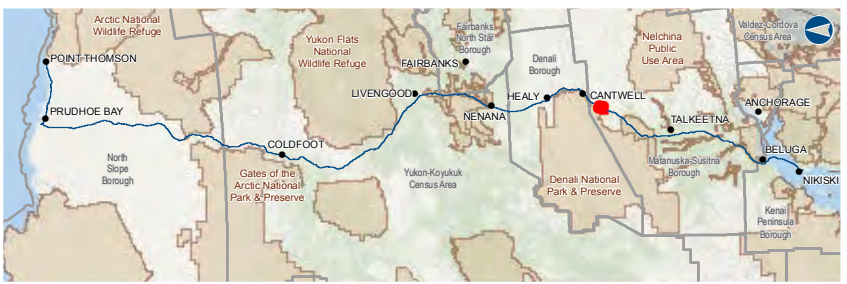 Arctic National
Wildlife Refuge
POINT THOMSON
PRUDHOE BAY
North
Slope
Borough
Yukon Flats
National
Wildlife Refuge
COLDFOOT
Gates of the
Arctic National
Park & Preserve
Fairbanks
North Star
Borough
FAIRBANKS
LIVENGOOD
NENANA
Yukon-Koyukuk
Census Area
Denali
Borough
HEALY
CANTWELL
Denali National
Park & Preserve
Nelchina
Public
Use Area
TALKEETNA
Matanuska-Susitna
Borough
Valdez-Cordova
Census Area
ANCHORAGE
BELUGA
NIKISKI
Kenai
Peninsula
Borough